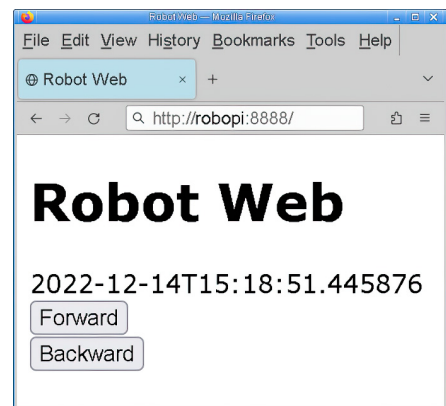 Robot Web — Mozilla Firefox
File Edit View History Bookmarks Tools Help
Robot Web × +
http://robopi:8888/
Robot Web
2022-12-14T15:18:51.445876
Forward
Backward